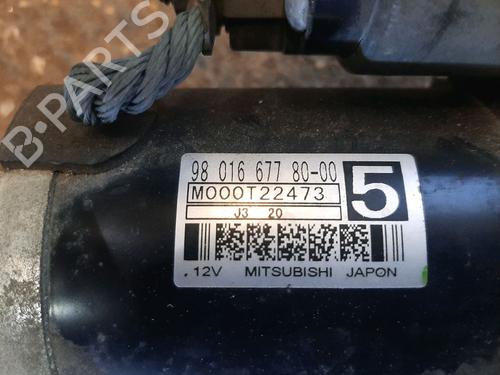 B-PARTS
98 016 677 80-00
M000T22473
5
J3 20
12V MITSUBISHI JAPON